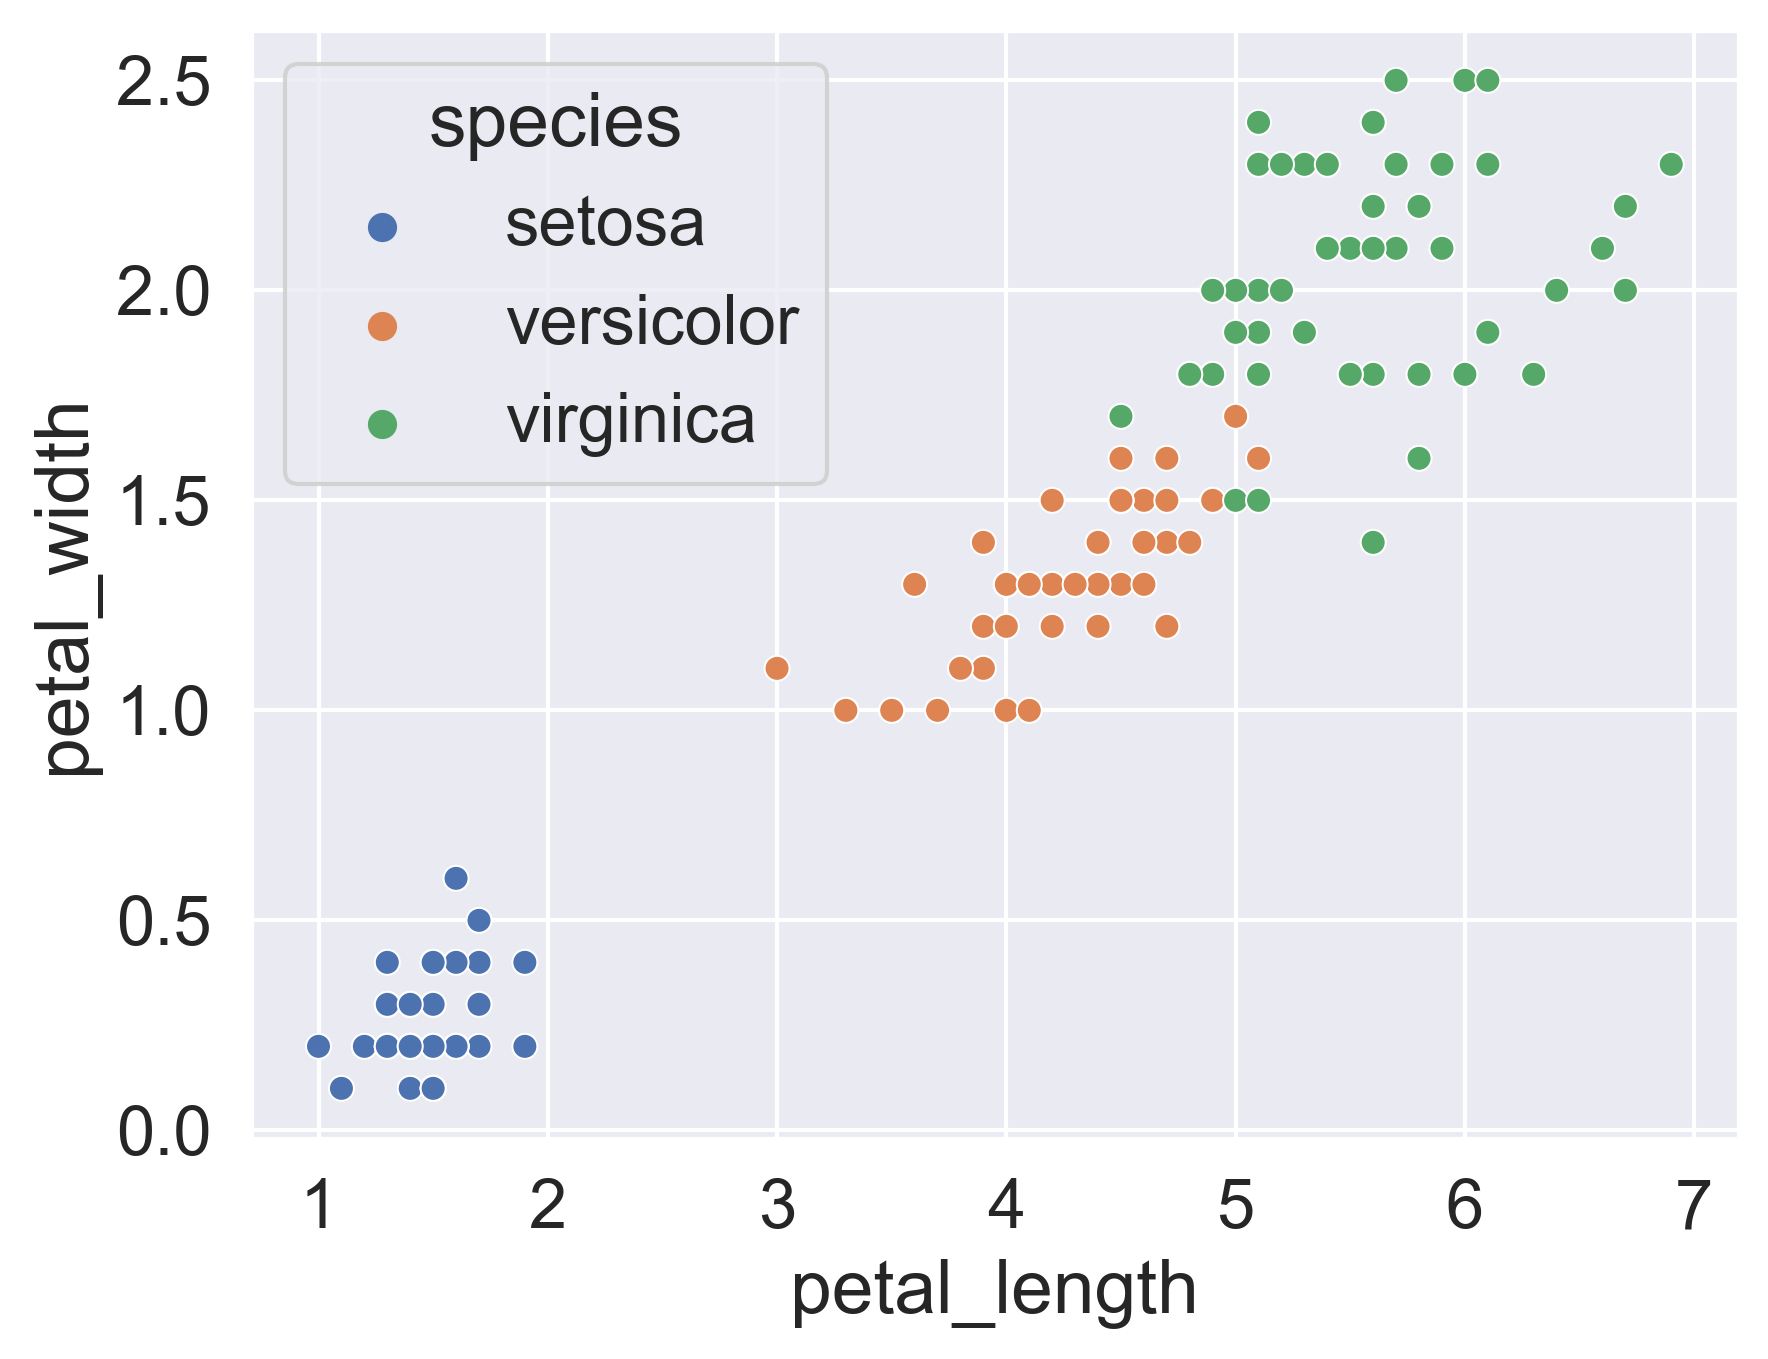 species
setosa
versicolor
virginica
petal_width
2.5
2.0
1.5
1.0
0.5
0.0
1 2 3 4 5 6 7
petal_length